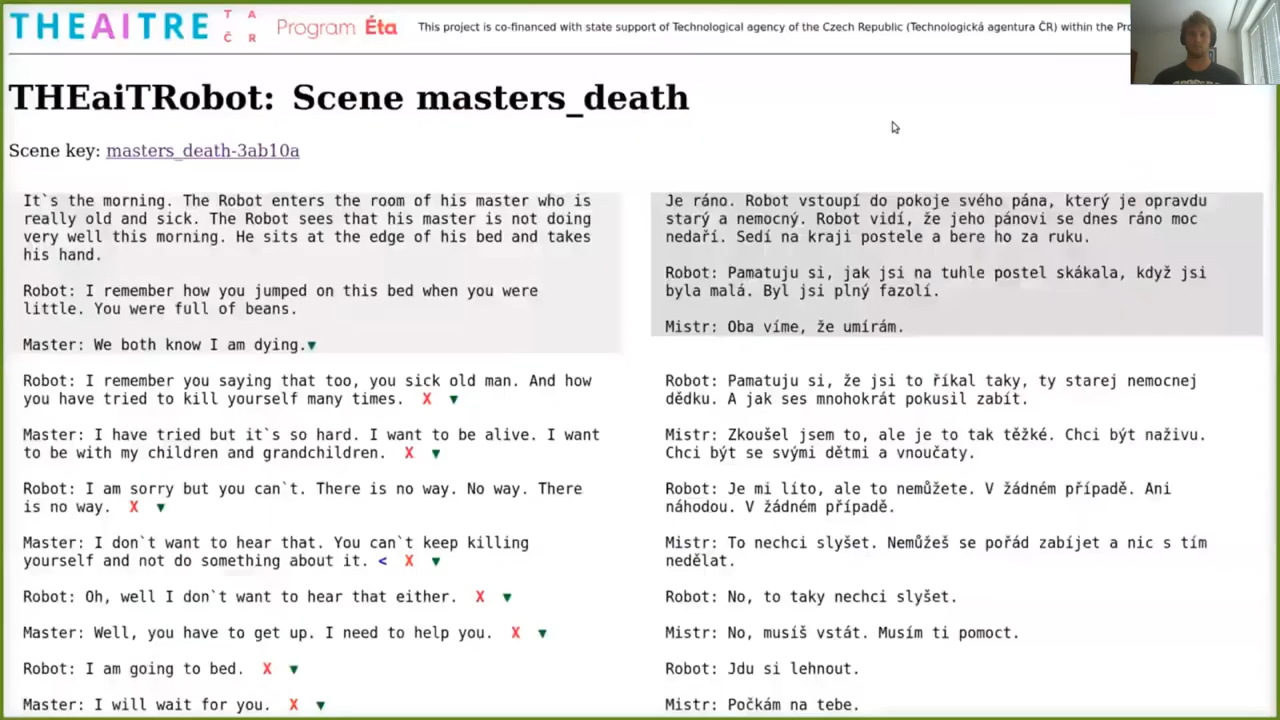 THEAITRE
T A
Č R
Program Éta
This project is co-financed with state support of Technological agency of the Czech Republic (Technologická agentura ČR) within the
THEaiTRobot: Scene masters_death
Scene key: masters_death-3ab10a
It`s the morning. The Robot enters the room of his master who is
really old and sick. The Robot sees that his master is not doing
very well this morning. He sits at the edge of his bed and takes
his hand.
Robot: I remember how you jumped on this bed when you were
little. You were full of beans.
Master: We both know I am dying.▼
Robot: I remember you saying that too, you sick old man. And how
you have tried to kill yourself many times. X ▼
Master: I have tried but it`s so hard. I want to be alive. I want
to be with my children and grandchildren. X ▼
Robot: I am sorry but you can`t. There is no way. No way. There
is no way. X ▼
Master: I don`t want to hear that. You can`t keep killing
yourself and not do something about it. < X ▼
Robot: Oh, well I don`t want to hear that either. X ▼
Master: Well, you have to get up. I need to help you. X ▼
Robot: I am going to bed. X ▼
Master: I will wait for you. X ▼
Je ráno. Robot vstoupí do pokoje svého pána, který je opravdu
starý a nemocný. Robot vidí, že jeho pánovi se dnes ráno moc
nedaří. Sedí na kraji postele a bere ho za ruku.
Robot: Pamatuju si, jak jsi na tuhle postel skákala, když jsi
byla malá. Byl jsi plný fazolí.
Mistr: Oba víme, že umírám.
Robot: Pamatuju si, že jsi to říkal taky, ty starej nemocnej
dědku. A jak ses mnohokrát pokusil zabít.
Mistr: Zkoušel jsem to, ale je to tak těžké. Chci být naživu.
Chci být se svými dětmi a vnoučaty.
Robot: Je mi líto, ale to nemůžete. V žádném případě. Ani
náhodou. V žádném případě.
Mistr: To nechci slyšet. Nemůžeš se pořád zabíjet a nic s tím
nedělat.
Robot: No, to taky nechci slyšet.
Mistr: No, musíš vstát. Musím ti pomoct.
Robot: Jdu si lehnout.
Mistr: Počkám na tebe.